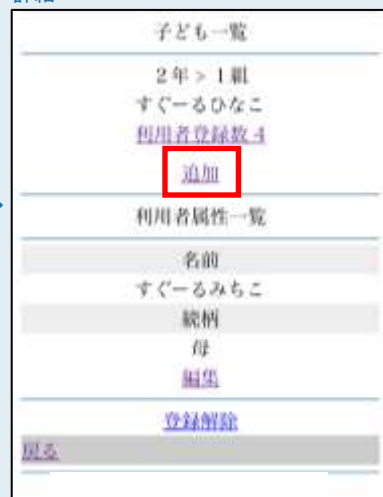 子ども一覧
2年 > 1組
すぐーるひなこ
利用者登録数 4
追加
利用者属性一覧
名前
すぐーるみちこ
続柄
母
編集
登録解除
戻る